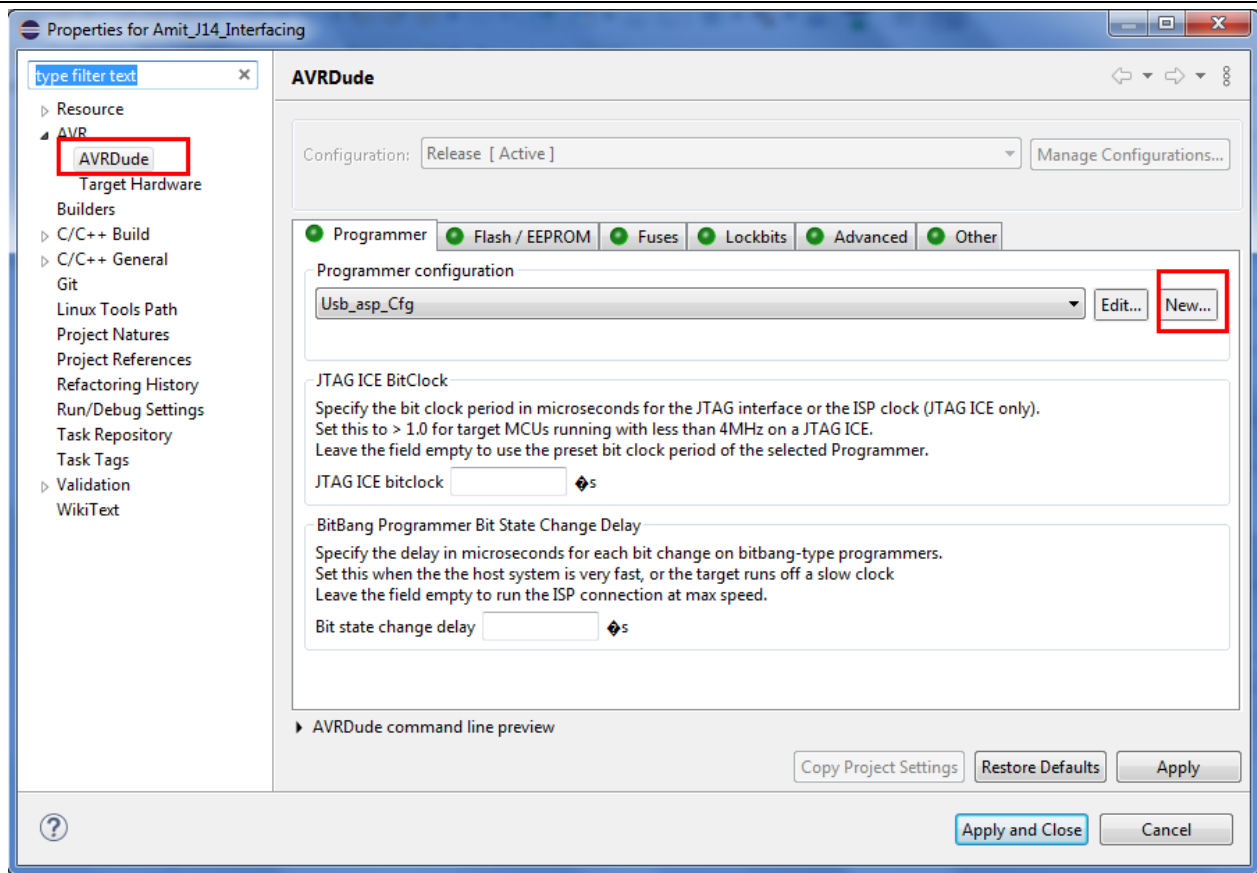 Properties for Amit_J14_Interfacing
type filter text
AVRDude
Resource
AVR
AVRDude
Target Hardware
Builders
C/C++ Build
C/C++ General
Git
Linux Tools Path
Project Natures
Project References
Refactoring History
Run/Debug Settings
Task Repository
Task Tags
Validation
WikiText
Configuration:
Release [ Active ]
Manage Configurations...
Programmer
Flash / EEPROM
Fuses
Lockbits
Advanced
Other
Programmer configuration
Usb_asp_Cfg
Edit...
New...
JTAG ICE BitClock
Specify the bit clock period in microseconds for the JTAG interface or the ISP clock (JTAG ICE only).
Set this to > 1.0 for target MCUs running with less than 4MHz on a JTAG ICE.
Leave the field empty to use the preset bit clock period of the selected Programmer.
JTAG ICE bitclock
�s
BitBang Programmer Bit State Change Delay
Specify the delay in microseconds for each bit change on bitbang-type programmers.
Set this when the the host system is very fast, or the target runs off a slow clock
Leave the field empty to run the ISP connection at max speed.
Bit state change delay
�s
AVRDude command line preview
Copy Project Settings
Restore Defaults
Apply
?
Apply and Close
Cancel